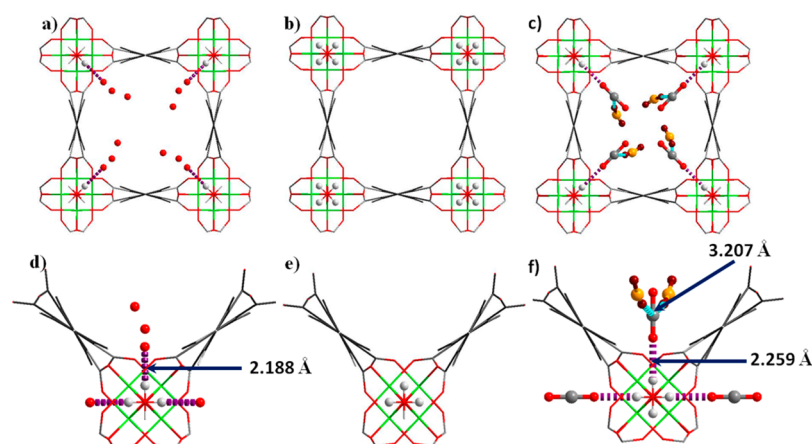 a)
b)
c)
d)
2.188 Å
e)
f)
3.207 Å
2.259 Å